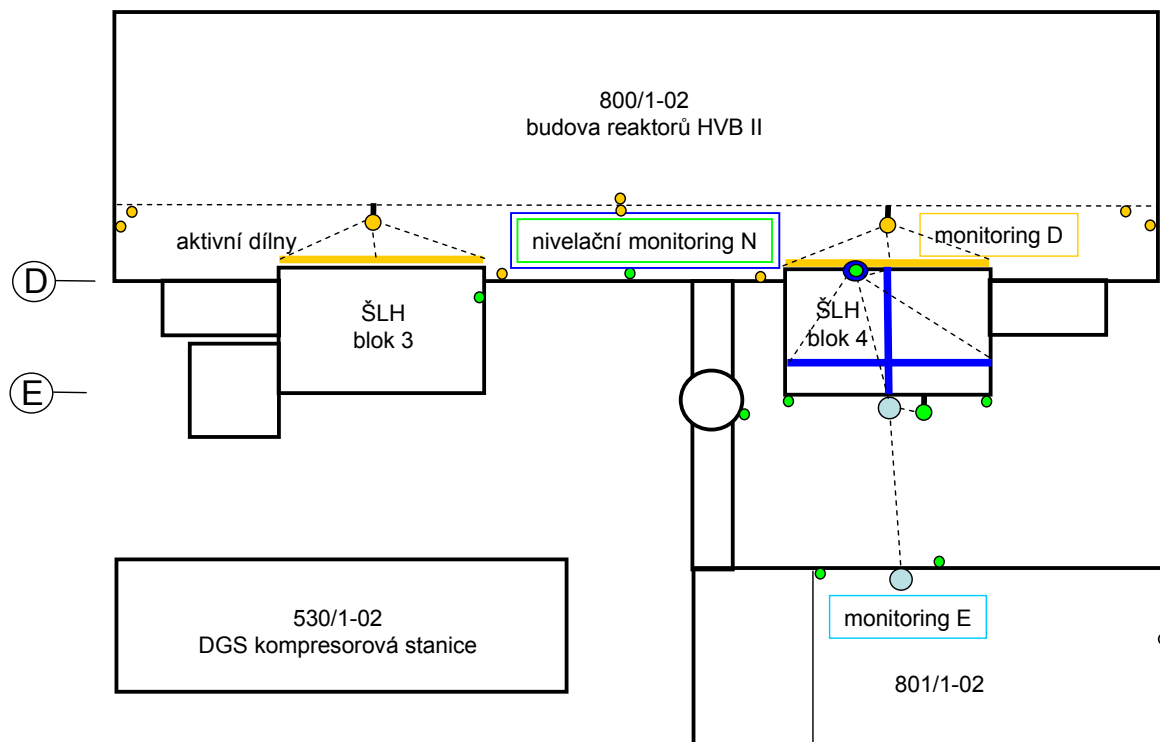 800/1-02
budova reaktorů HVB II
aktivní dílny
nivelační monitoring N
monitoring D
D
ŠLH
blok 3
ŠLH
blok 4
E
530/1-02
DGS kompresorová stanice
monitoring E
801/1-02